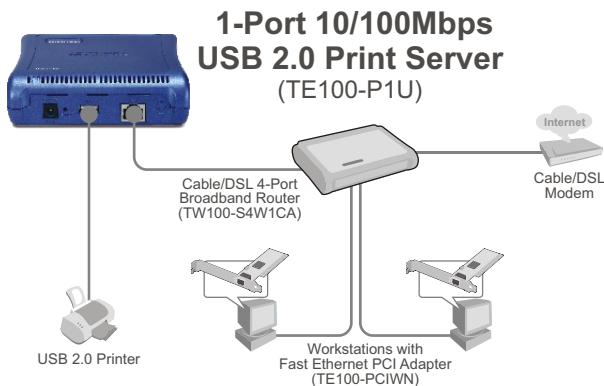 1-Port 10/100Mbps
USB 2.0 Print Server
(TE100-P1U)
Internet
Cable/DSL 4-Port
Broadband Router
(TW100-S4W1CA)
Cable/DSL
Modem
USB 2.0 Printer
Workstations with
Fast Ethernet PCI Adapter
(TE100-PCIWN)